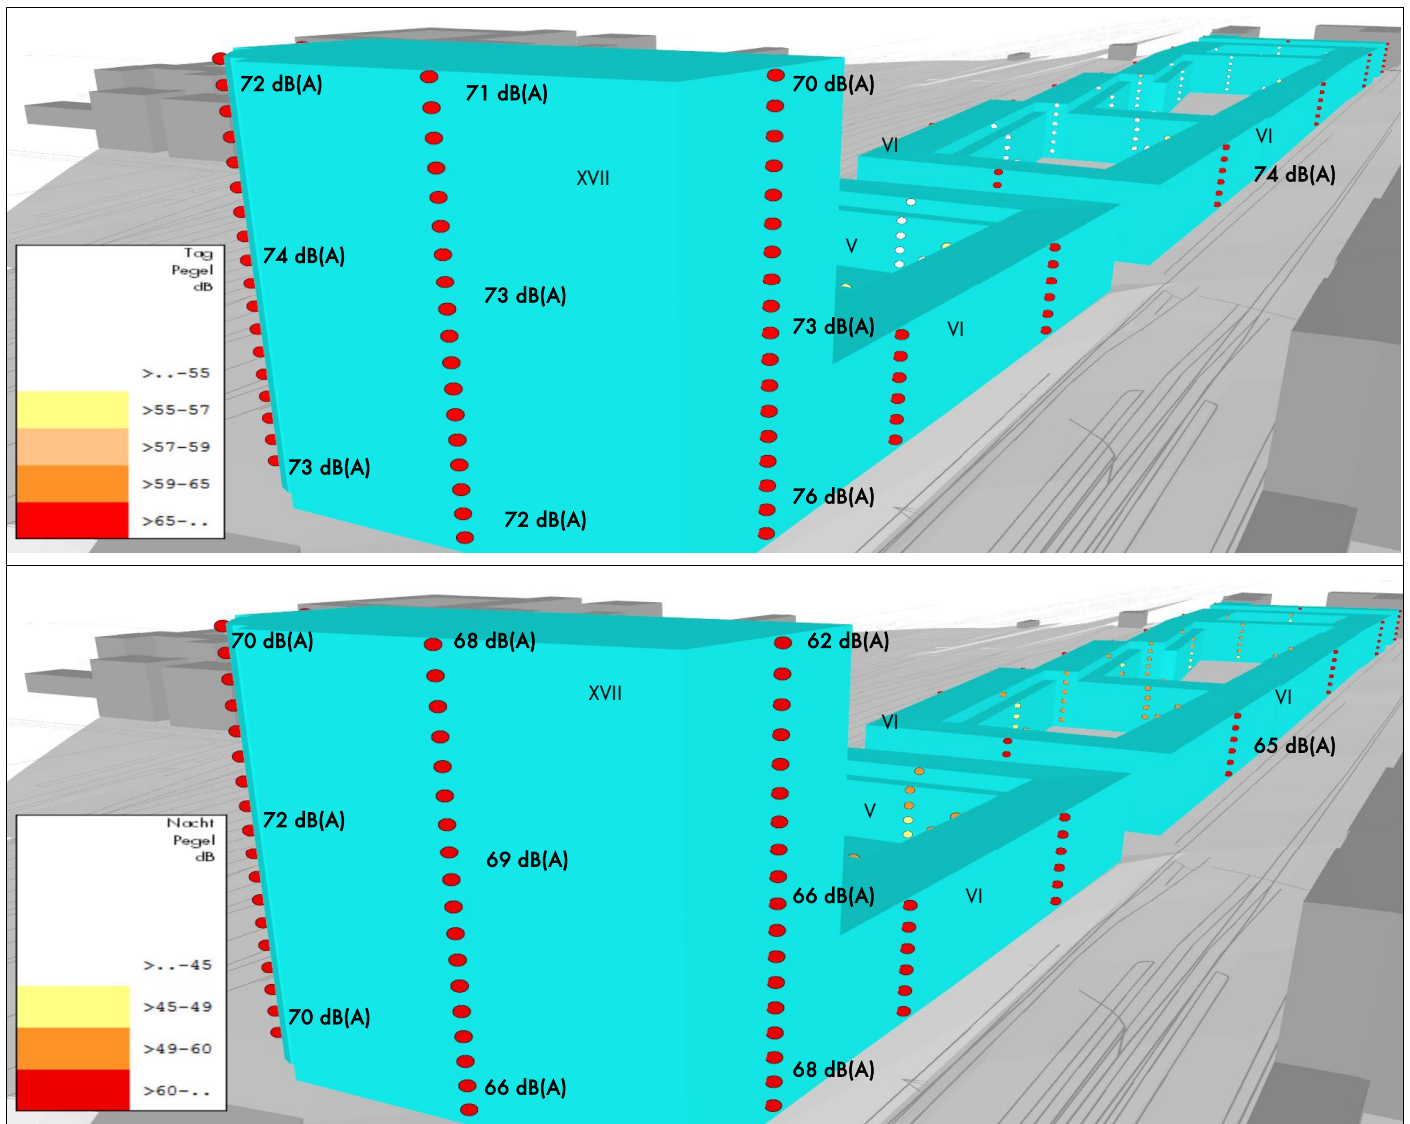 72 dB(A)
71 dB(A)
70 dB(A)
VI
VI
XVII
74 dB(A)
V
74 dB(A)
73 dB(A)
73 dB(A)
VI
Tag
Pegel
dB
>..-55
>55-57
>57-59
>59-65
>65-..
73 dB(A)
76 dB(A)
72 dB(A)
70 dB(A)
68 dB(A)
62 dB(A)
XVII
VI
VI
65 dB(A)
V
72 dB(A)
69 dB(A)
66 dB(A)
VI
Nacht
Pegel
dB
>..-45
>45-49
>49-60
>60-..
70 dB(A)
68 dB(A)
66 dB(A)